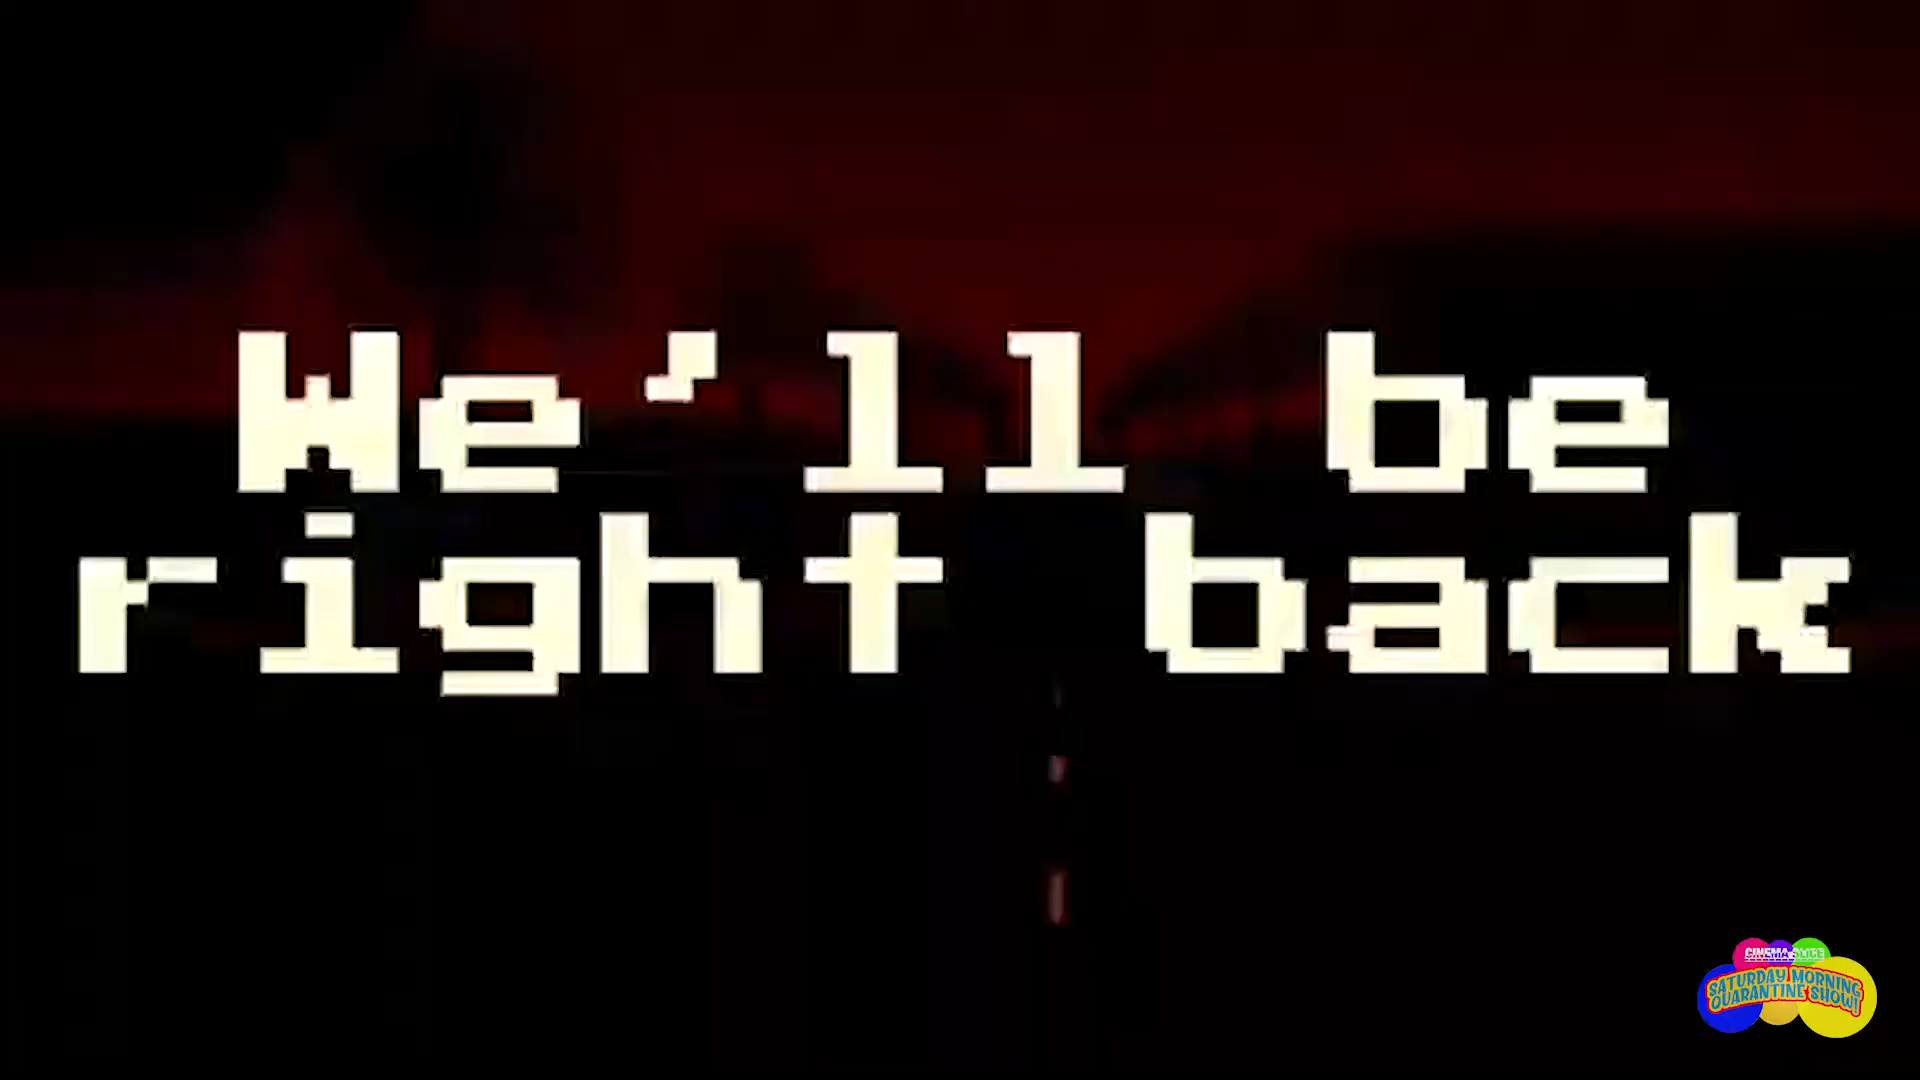 We'll be
right back
CINEMA SLICE
SATURDAY MORNING
QUARANTINE SHOW!